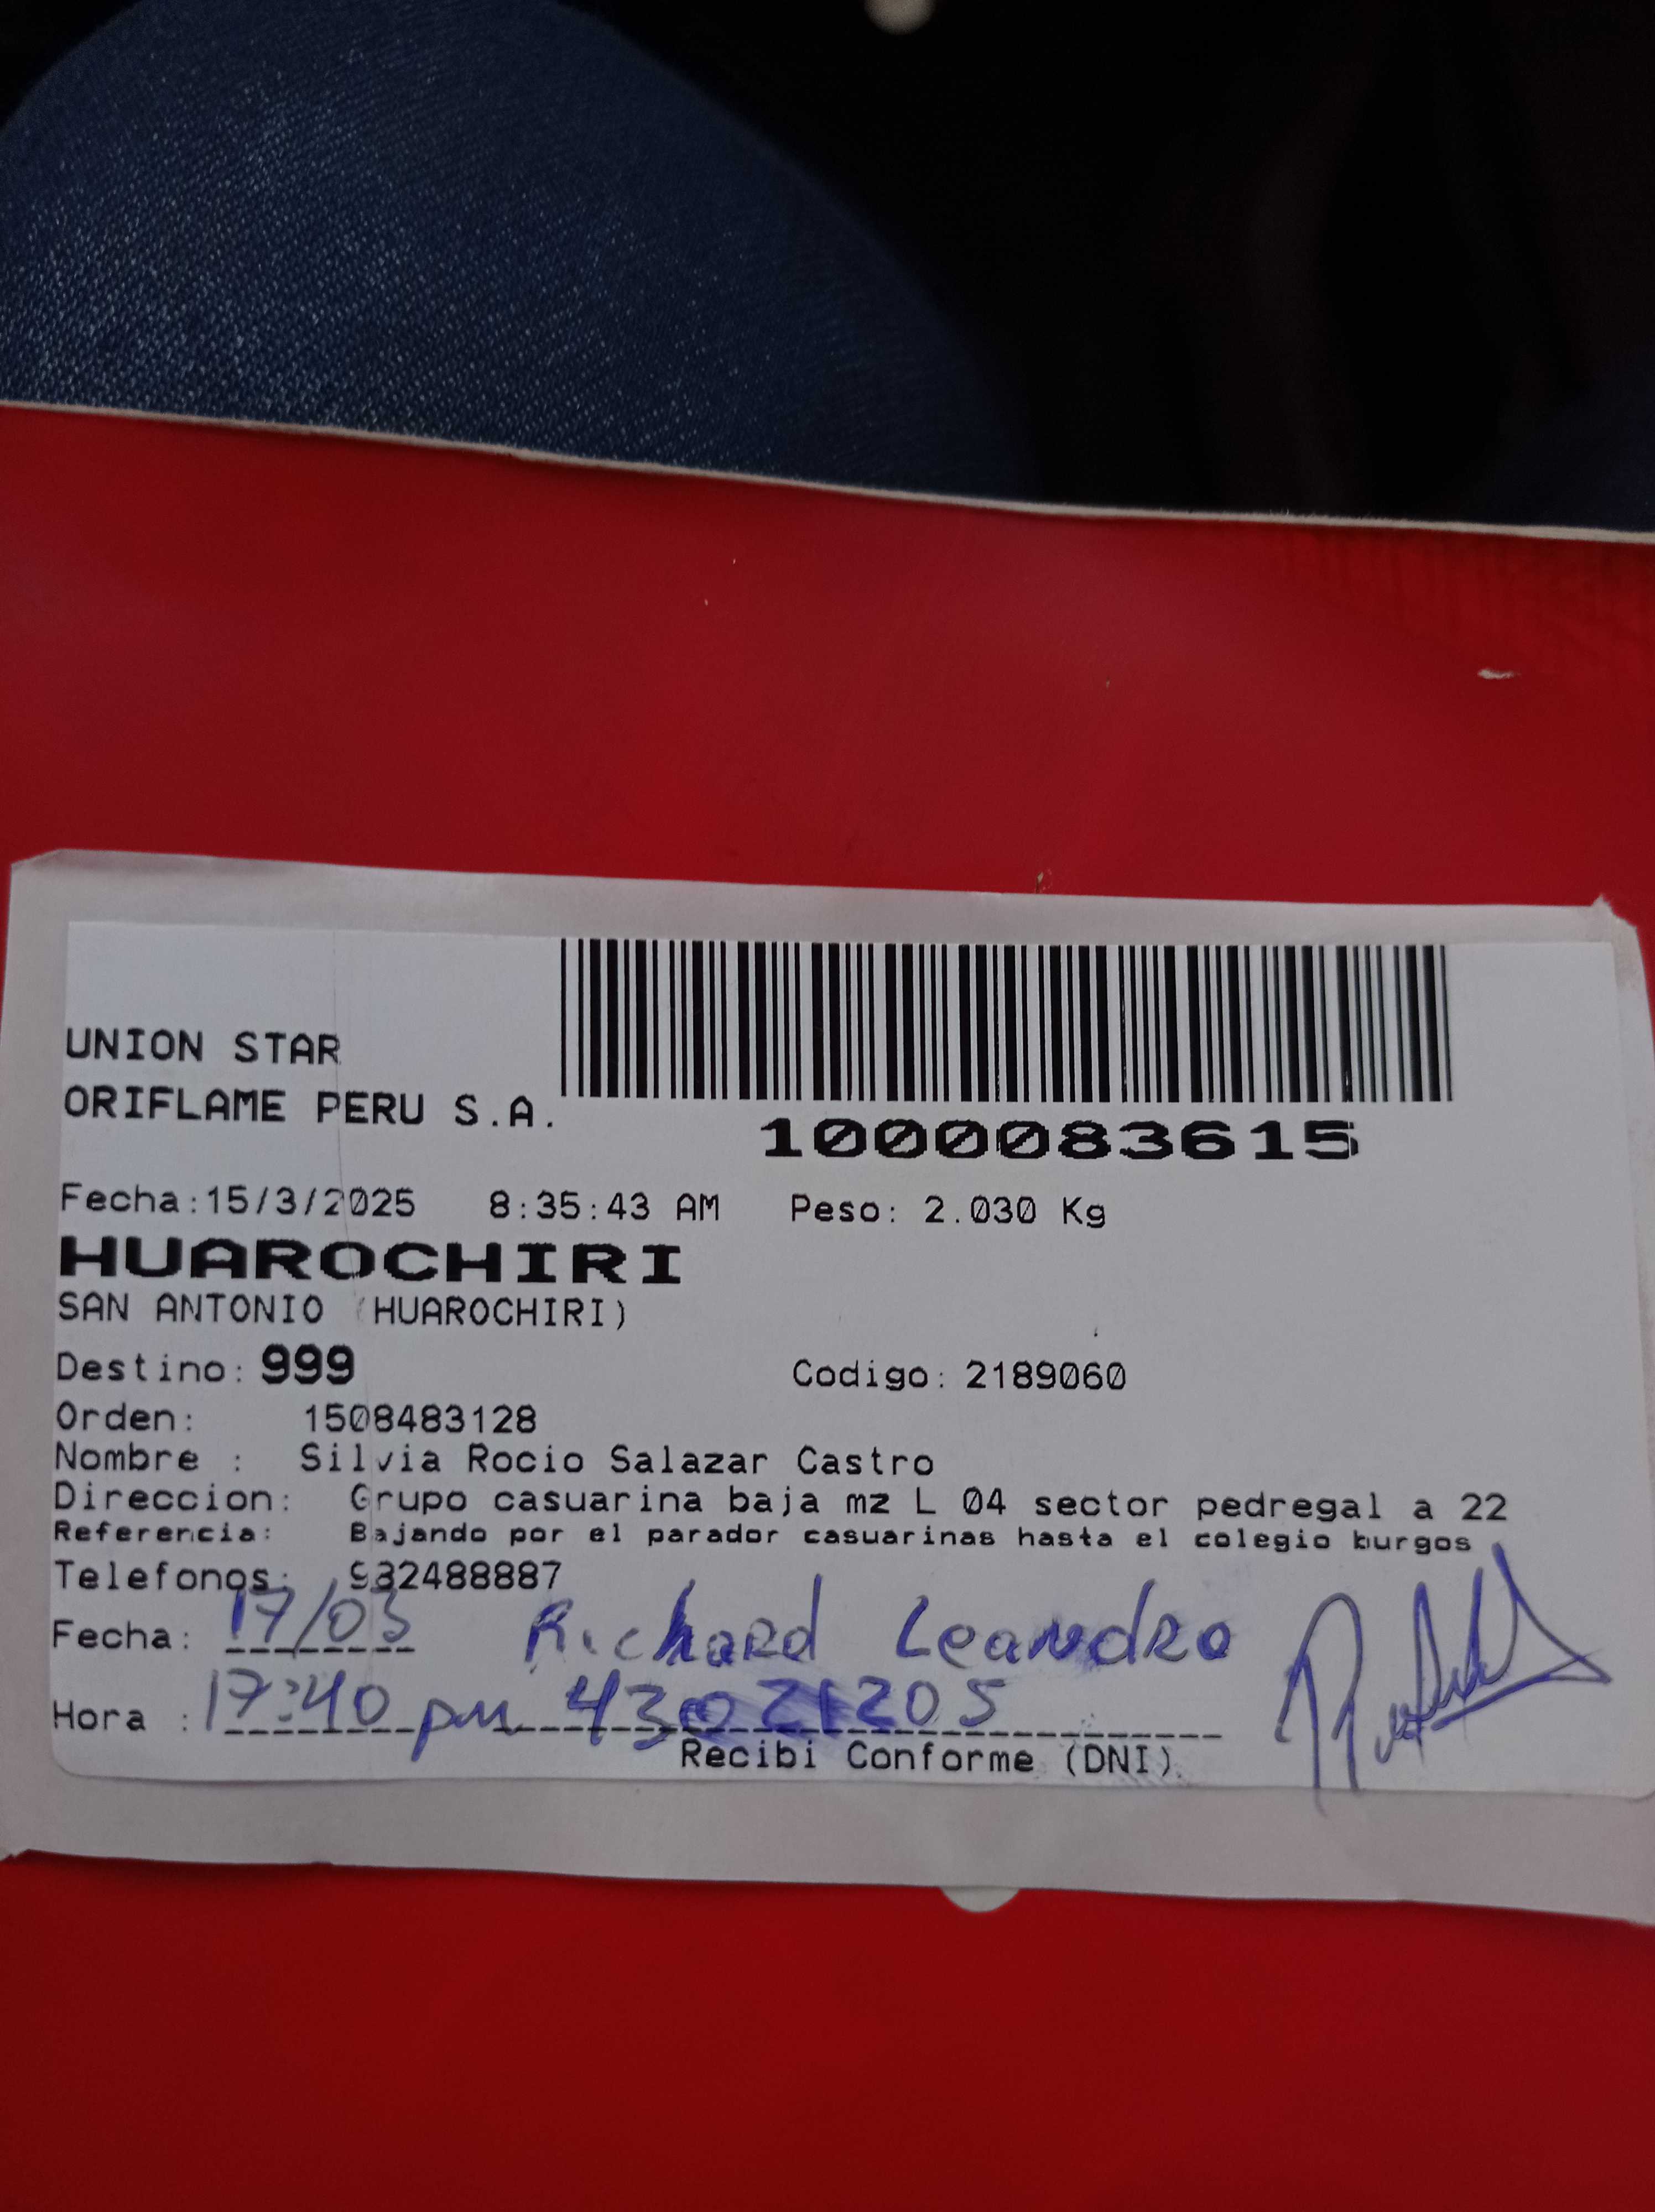 UNION STAR
ORIFLAME PERU S.A.
1000083615
Fecha:15/3/2025 8:35:43 AM Peso: 2.030 Kg
HUAROCHIRI
SAN ANTONIO (HUAROCHIRI)
Destino: 999 Codigo: 2189060
Orden: 1508483128
Nombre : Silvia Rocio Salazar Castro
Direccion: Grupo casuarina baja mz L 04 sector pedregal a 22
Referencia: Bajando por el parador casuarinas hasta el colegio burgos
Telefonos: 932488887
Fecha: 17/03 Richard Leandro
Hora : 17:40 pm 43021205
Recibi Conforme (DNI)